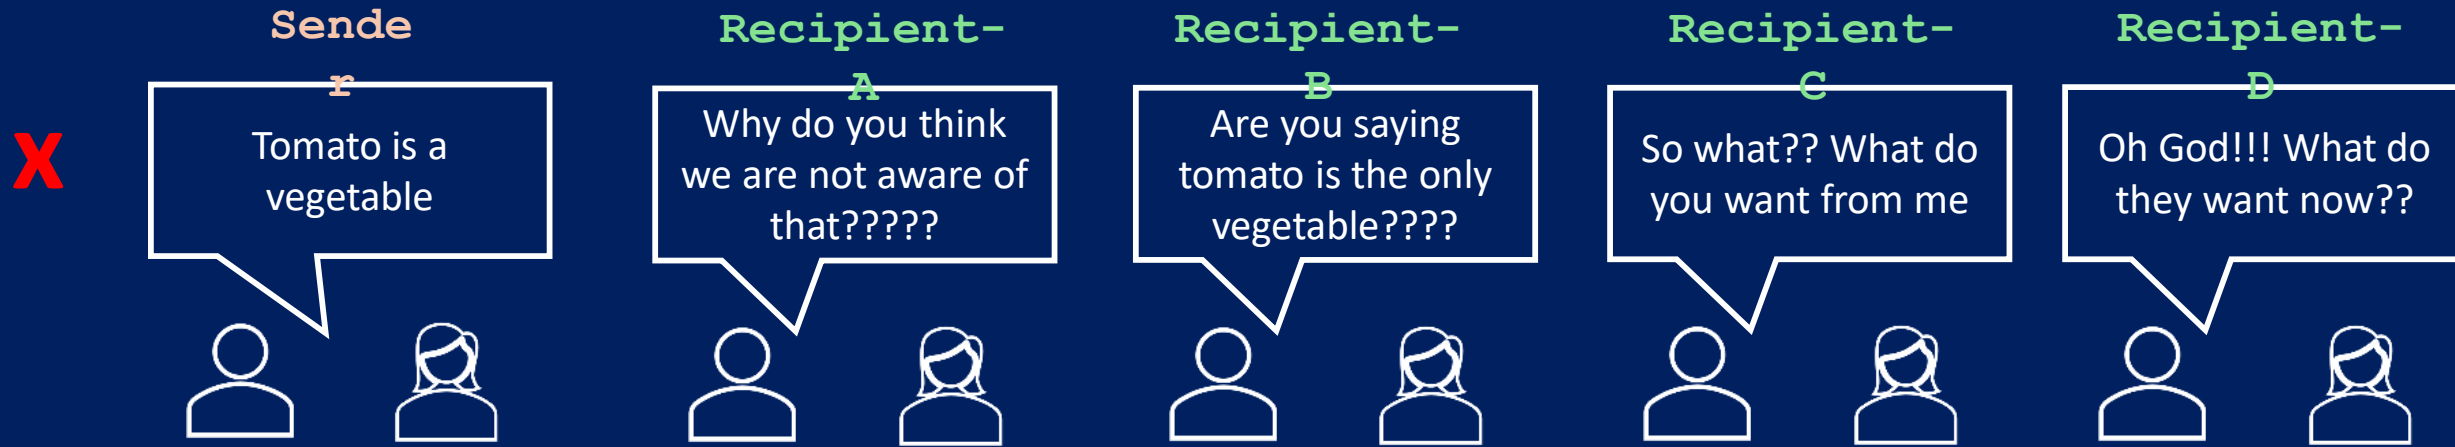 Sende
r
Recipient-
A
Recipient-
B
Recipient-
C
Recipient-
D
X
Tomato is a
vegetable
Why do you think
we are not aware of
that?????
Are you saying
tomato is the only
vegetable????
So what?? What do
you want from me
Oh God!!! What do
they want now??